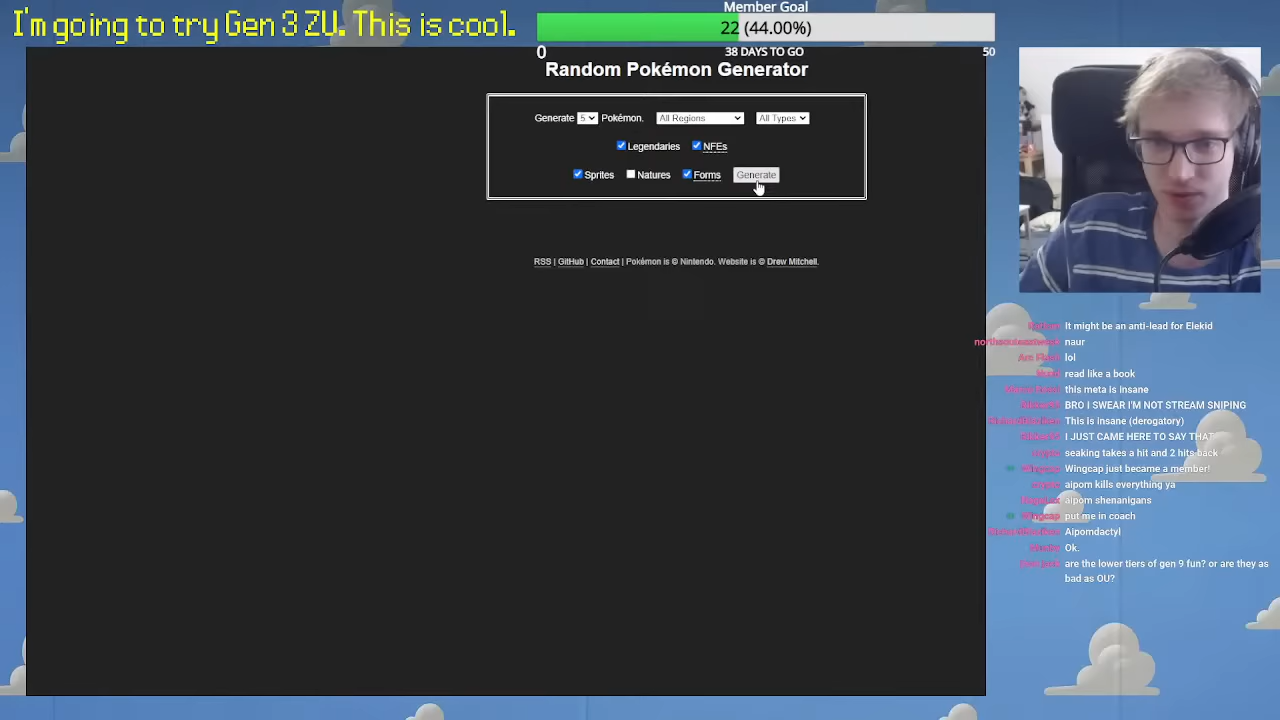 I'm going to try Gen 3 ZU. This is cool.
Member Goal
22 (44.00%)
0
38 DAYS TO GO
50
Random Pokémon Generator
Generate 5 Pokémon. All Regions All Types
Legendaries NFEs
Sprites Natures Forms Generate
RSS | GitHub | Contact | Pokémon is © Nintendo. Website is © Drew Mitchell.
It might be an anti-lead for Elekid
naur
lol
read like a book
this meta is insane
BRO I SWEAR I'M NOT STREAM SNIPING
This is insane (derogatory)
I JUST CAME HERE TO SAY THAT
seaking takes a hit and 2 hits back
Wingcap Wingcap just became a member!
aipom kills everything ya
aipom shenanigans
Wingcap put me in coach
Aipomdactyl
Ok.
are the lower tiers of gen 9 fun? or are they as
bad as OU?